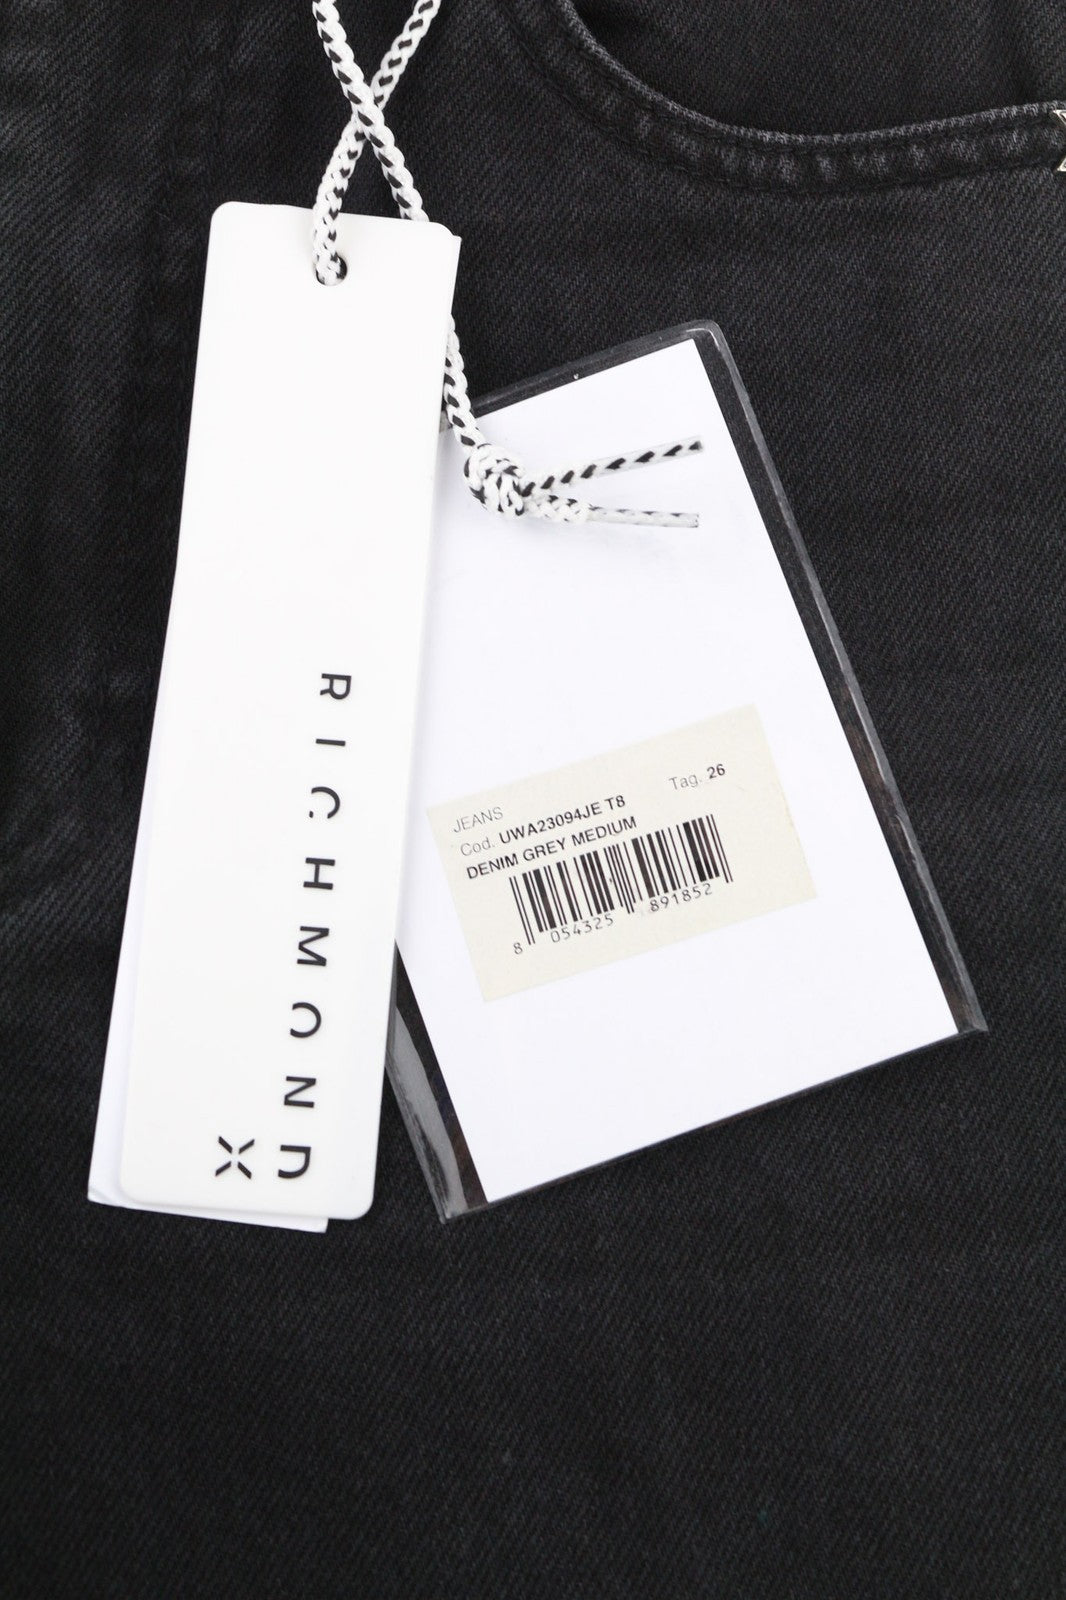 RICHMOND
X
JEANS
Tag. 26
Cod. UWA23094JE T8
DENIM GREY MEDIUM
8 054325 891852